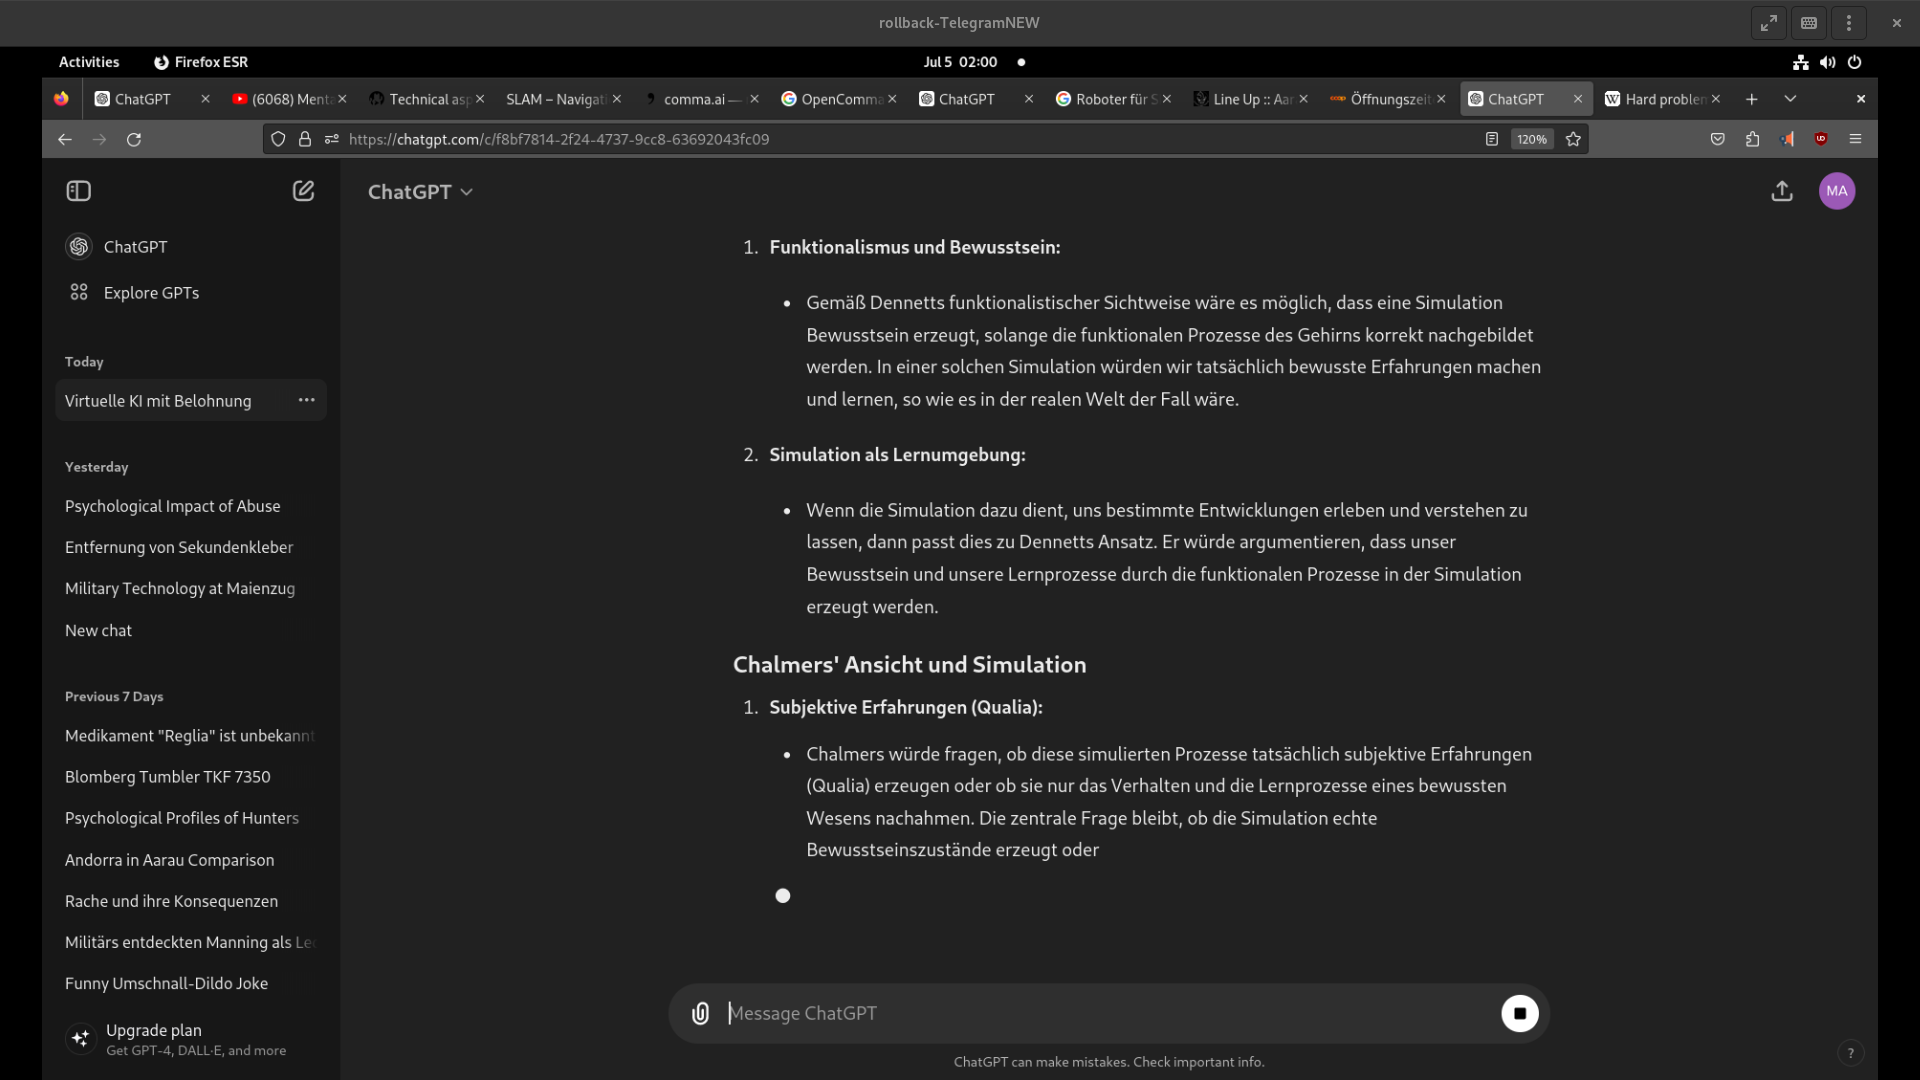 rollback-TelegramNEW
Activities
Firefox ESR
Jul 5 02:00
ChatGPT
(6068) Menta
Technical asp
SLAM – Navigati
comma.ai —
OpenComma
ChatGPT
Roboter für S
Line Up :: Aar
Öffnungszeit
ChatGPT
Hard problem
https://chatgpt.com/c/f8bf7814-2f24-4737-9cc8-63692043fc09
120%
ChatGPT
MA
ChatGPT
Explore GPTs
Today
Virtuelle KI mit Belohnung
Yesterday
Psychological Impact of Abuse
Entfernung von Sekundenkleber
Military Technology at Maienzug
New chat
Previous 7 Days
Medikament "Reglia" ist unbekannt
Blomberg Tumbler TKF 7350
Psychological Profiles of Hunters
Andorra in Aarau Comparison
Rache und ihre Konsequenzen
Militärs entdeckten Manning als Le
Funny Umschnall-Dildo Joke
Upgrade plan
Get GPT-4, DALL·E, and more
1. Funktionalismus und Bewusstsein:
• Gemäß Dennetts funktionalistischer Sichtweise wäre es möglich, dass eine Simulation
Bewusstsein erzeugt, solange die funktionalen Prozesse des Gehirns korrekt nachgebildet
werden. In einer solchen Simulation würden wir tatsächlich bewusste Erfahrungen machen
und lernen, so wie es in der realen Welt der Fall wäre.
2. Simulation als Lernumgebung:
• Wenn die Simulation dazu dient, uns bestimmte Entwicklungen erleben und verstehen zu
lassen, dann passt dies zu Dennetts Ansatz. Er würde argumentieren, dass unser
Bewusstsein und unsere Lernprozesse durch die funktionalen Prozesse in der Simulation
erzeugt werden.
Chalmers' Ansicht und Simulation
1. Subjektive Erfahrungen (Qualia):
• Chalmers würde fragen, ob diese simulierten Prozesse tatsächlich subjektive Erfahrungen
(Qualia) erzeugen oder ob sie nur das Verhalten und die Lernprozesse eines bewussten
Wesens nachahmen. Die zentrale Frage bleibt, ob die Simulation echte
Bewusstseinszustände erzeugt oder
Message ChatGPT
ChatGPT can make mistakes. Check important info.
?